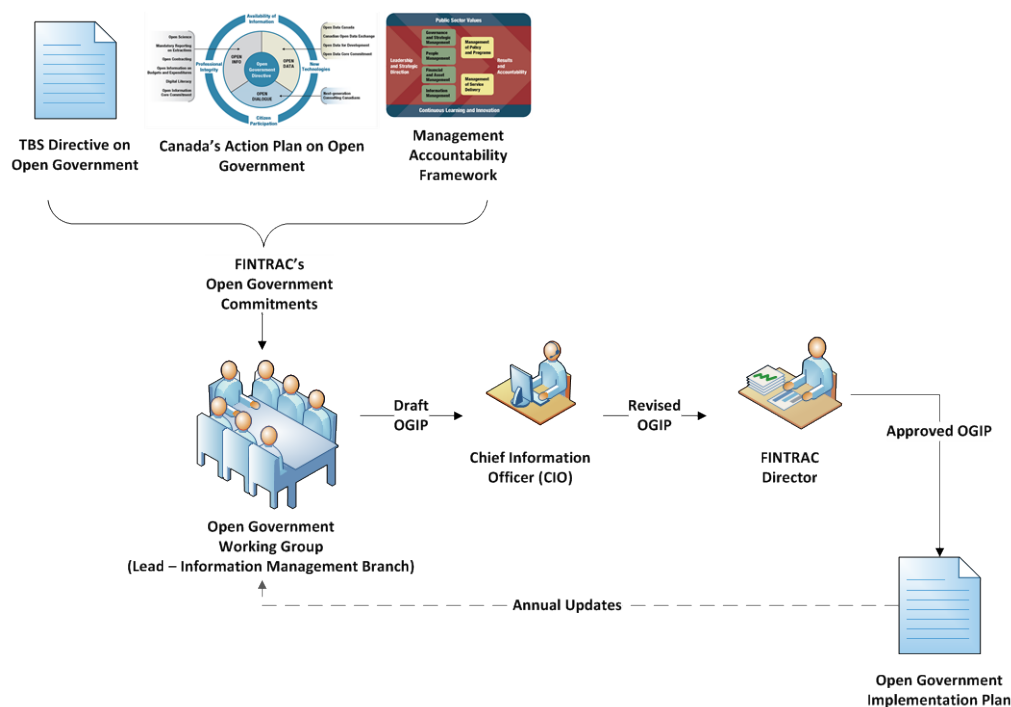 Availability of
Information
Open Science
Mandatory Reporting
on Extractives
Open Contracting
Open Information on
Budgets and Expenditures
Digital Literacy
Open Information
Core Commitment
Professional
Integrity
OPEN
INFO
Open
Government
Directive
OPEN
DATA
OPEN
DIALOGUE
New
Technologies
Citizen
Participation
Open Data Canada
Canadian Open Data Exchange
Open Data for Development
Open Data Core Commitment
Next-generation
Consulting Canadians
Public Sector Values
Governance
and Strategic
Management
People
Management
Financial
and Asset
Management
Information
Management
Management
of Policy
and Programs
Management
of Service
Delivery
Leadership
and Strategic
Direction
Results
and
Accountability
Continuous Learning and Innovation
TBS Directive on
Open Government
Canada's Action Plan on Open
Government
Management
Accountability
Framework
FINTRAC's
Open Government
Commitments
Draft
OGIP
Revised
OGIP
Approved OGIP
Chief Information
Officer (CIO)
FINTRAC
Director
Open Government
Working Group
(Lead – Information Management Branch)
Annual Updates
Open Government
Implementation Plan